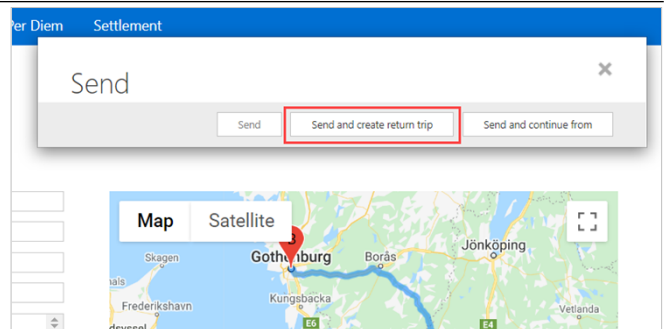 Per Diem Settlement
Send
Send Send and create return trip Send and continue from
Map Satellite
B
Skagen Gothenburg Borås Jönköping
Frederikshavn Kungsbacka Vetlanda
E6 E4